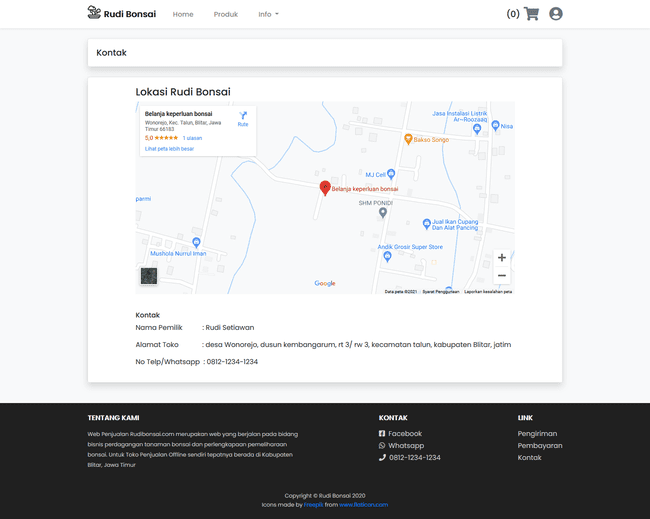 Rudi Bonsai
Home
Produk
Info
(0)
Kontak
Lokasi Rudi Bonsai
Belanja keperluan bonsai
Wonorejo, Kec. Talun, Blitar, Jawa
Timur 66183
5,0 ★★★★★ 1 ulasan
Lihat peta lebih besar
Rute
Jasa Instalasi Listrik
Ar-Roozaaq
Nisa
Bakso Songo
MJ Cell
Belanja keperluan bonsai
SHM PONIDI
parmi
Jual Ikan Cupang
Dan Alat Pancing
Andik Grosir Super Store
Mushola Nurrul Iman
Google
Data peta ©2021
Syarat Penggunaan
Laporkan kesalahan peta
Kontak
Nama Pemilik : Rudi Setiawan
Alamat Toko : desa Wonorejo, dusun kembangarum, rt 3/ rw 3, kecamatan talun, kabupaten Blitar, jatim
No Telp/Whatsapp : 0812-1234-1234
TENTANG KAMI
Web Penjualan Rudibonsai.com merupakan web yang berjalan pada bidang
bisnis perdagangan tanaman bonsai dan perlengkapaan pemeliharaan
bonsai. Untuk Toko Penjualan Offline sendiri tepatnya berada di Kabupaten
Blitar, Jawa Timur
KONTAK
Facebook
Whatsapp
0812-1234-1234
LINK
Pengiriman
Pembayaran
Kontak
Copyright © Rudi Bonsai 2020
Icons made by Freepik from www.flaticon.com